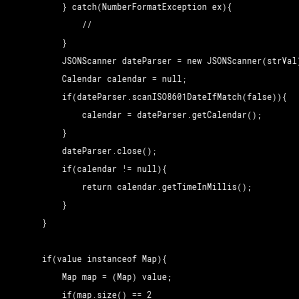 } catch(NumberFormatException ex){
//
}
JSONScanner dateParser = new JSONScanner(strVal
Calendar calendar = null;
if(dateParser.scanISO8601DateIfMatch(false)){
calendar = dateParser.getCalendar();
}
dateParser.close();
if(calendar != null){
return calendar.getTimeInMillis();
}
}
if(value instanceof Map){
Map map = (Map) value;
if(map.size() == 2